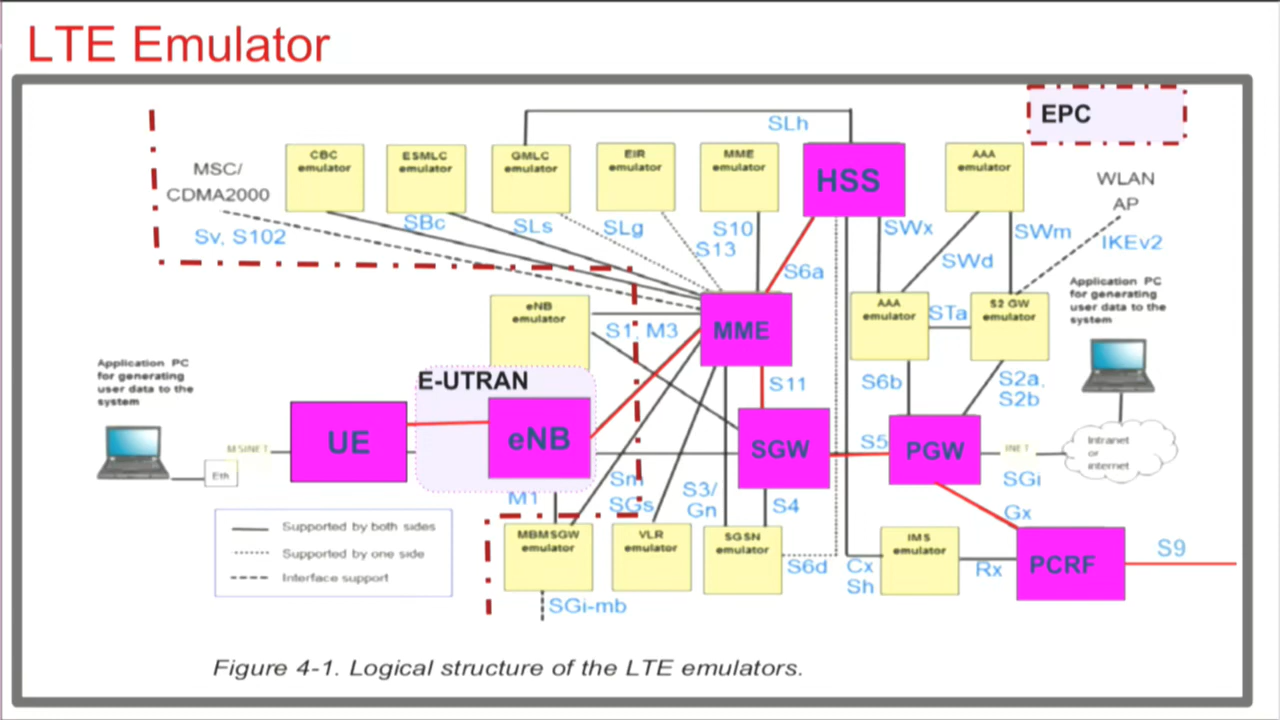 LTE Emulator
EPC
SLh
MSC/
CDMA2000
CBC
emulator
ESMLC
emulator
GMLC
emulator
EIR
emulator
MME
emulator
HSS
AAA
emulator
WLAN
AP
Sv, S102
SBc
SLs
SLg
S10
S13
S6a
SWx
SWd
SWm
IKEv2
eNB
emulator
S1, M3
MME
AAA
emulator
STa
S2 GW
emulator
Application PC
for generating
user data to the
system
Application PC
for generating
user data to the
system
E-UTRAN
S11
S6b
S2a,
S2b
UE
eNB
SGW
S5
PGW
INET
Intranet
or
internet
Eth
SGi
M1
Sm
SGs
S3/
Gn
S4
Gx
Supported by both sides
Supported by one side
Interface support
MBMSGW
emulator
VLR
emulator
SGSN
emulator
S6d
Cx
Sh
IMS
emulator
Rx
PCRF
S9
SGi-mb
Figure 4-1. Logical structure of the LTE emulators.